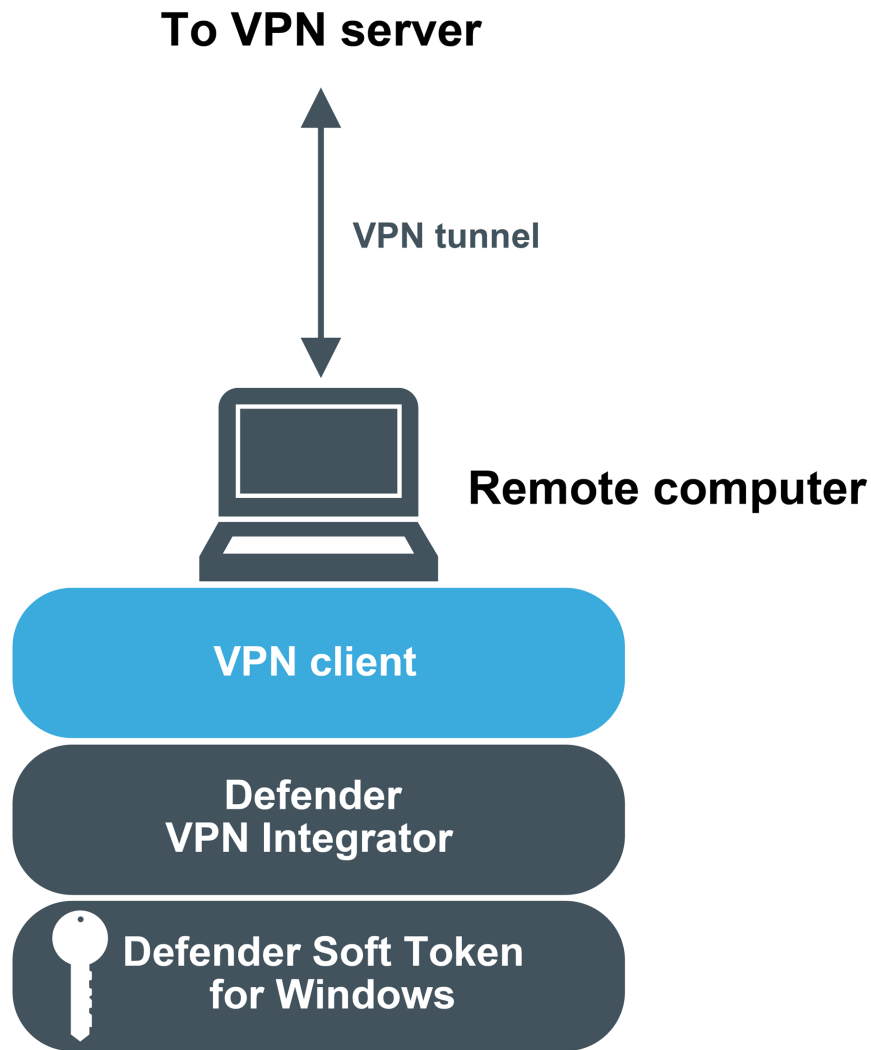 To VPN server
VPN tunnel
Remote computer
VPN client
Defender
VPN Integrator
Defender Soft Token
for Windows